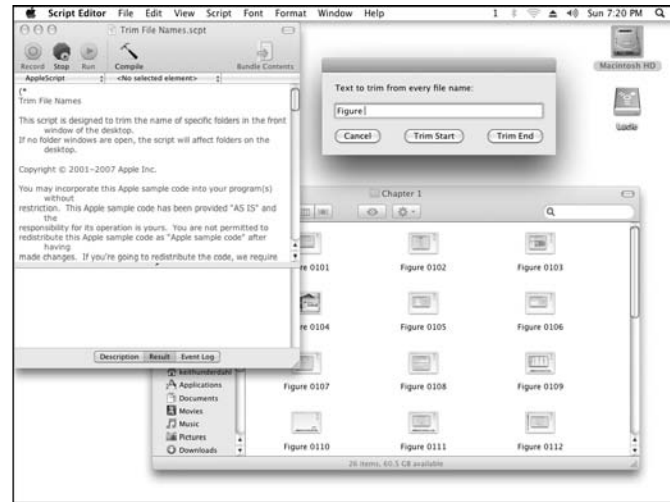 Script Editor File Edit View Script Font Format Window Help 1 Sun 7:20 PM
Trim File Names.scpt
Record Stop Run Compile Bundle Contents
AppleScript <No selected element>
(*
Trim File Names
This script is designed to trim the name of specific folders in the front
window of the desktop.
If no folder windows are open, the script will affect folders on the
desktop.
Copyright © 2001–2007 Apple Inc.
You may incorporate this Apple sample code into your program(s)
without
restriction. This Apple sample code has been provided "AS IS" and
the
responsibility for its operation is yours. You are not permitted to
redistribute this Apple sample code as "Apple sample code" after
having
made changes. If you're going to redistribute the code, we require
Description Result Event Log
Text to trim from every file name:
Figure
Cancel Trim Start Trim End
Macintosh HD
Chapter 1
re 0101 Figure 0102 Figure 0103
re 0104 Figure 0105 Figure 0106
Figure 0107 Figure 0108 Figure 0109
Figure 0110 Figure 0111 Figure 0112
keithunderdahl
Applications
Documents
Movies
Music
Pictures
Downloads
26 items, 60.5 GB available